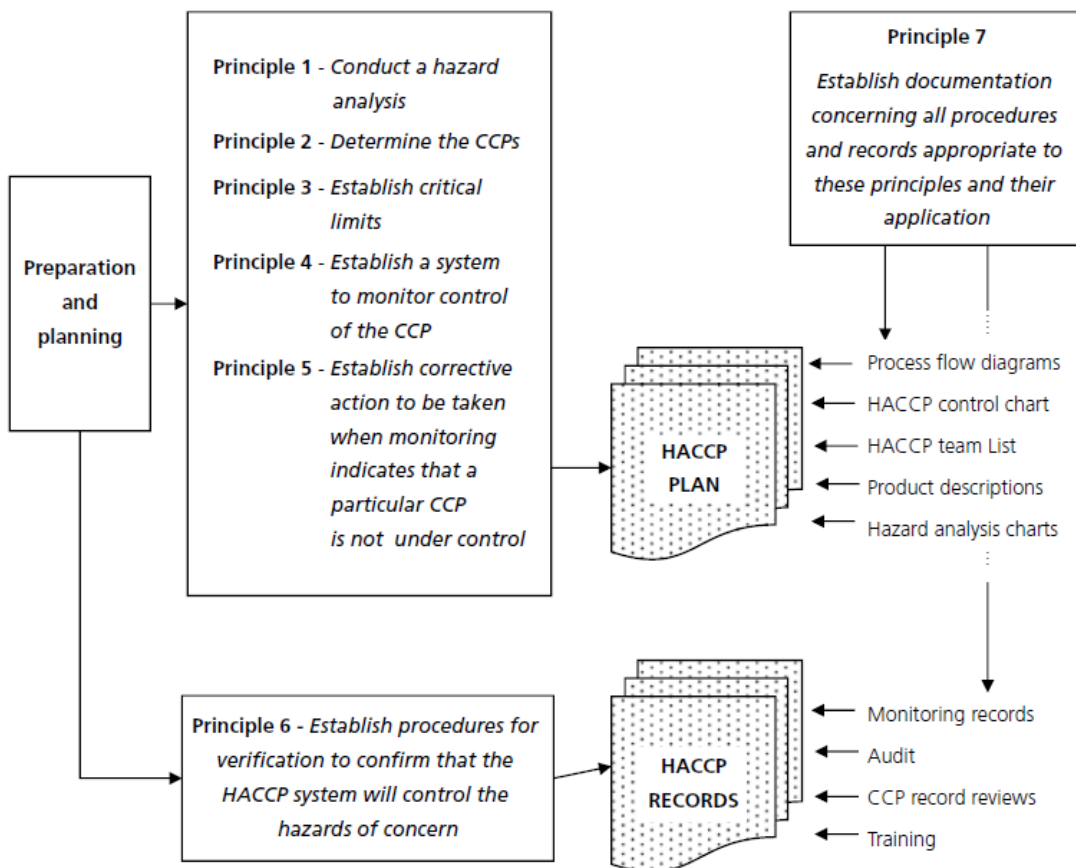 Preparation
and
planning
Principle 1 - Conduct a hazard
analysis
Principle 2 - Determine the CCPs
Principle 3 - Establish critical
limits
Principle 4 - Establish a system
to monitor control
of the CCP
Principle 5 - Establish corrective
action to be taken
when monitoring
indicates that a
particular CCP
is not under control
Principle 7
Establish documentation
concerning all procedures
and records appropriate to
these principles and their
application
HACCP
PLAN
Process flow diagrams
HACCP control chart
HACCP team List
Product descriptions
Hazard analysis charts
Principle 6 - Establish procedures for
verification to confirm that the
HACCP system will control the
hazards of concern
HACCP
RECORDS
Monitoring records
Audit
CCP record reviews
Training